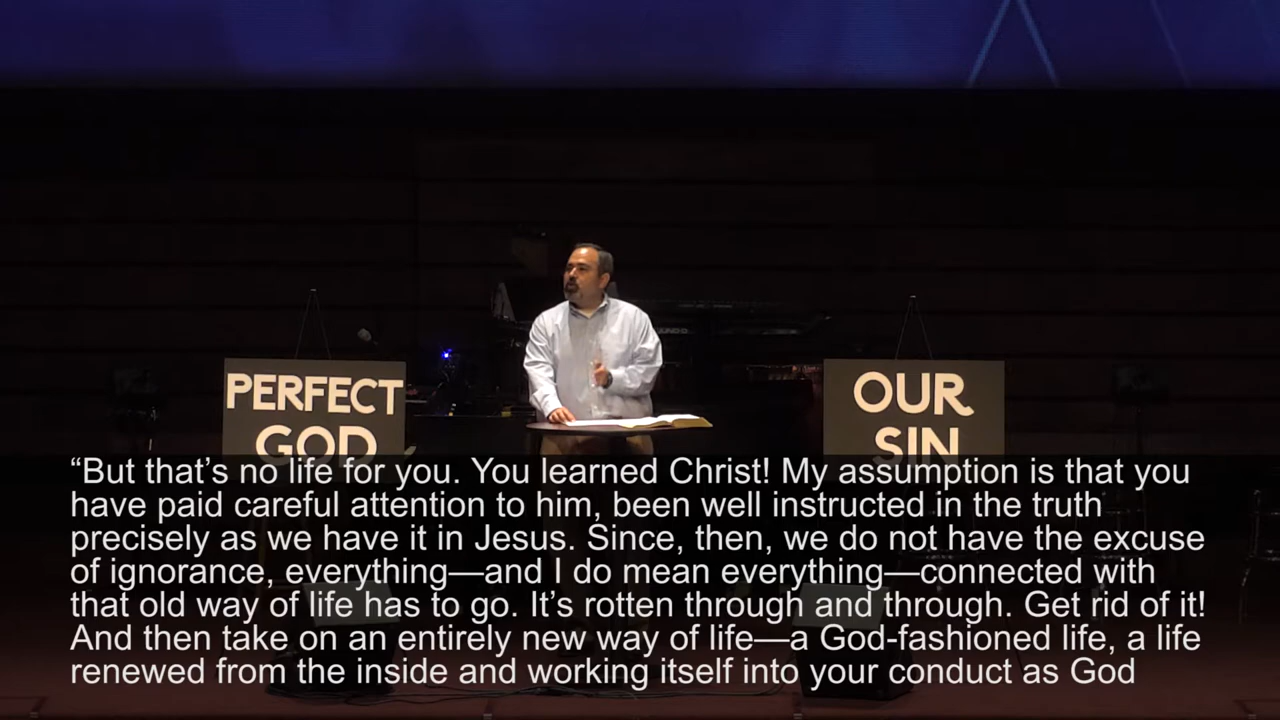 PERFECT
GOD
OUR
SIN
“But that’s no life for you. You learned Christ! My assumption is that you
have paid careful attention to him, been well instructed in the truth
precisely as we have it in Jesus. Since, then, we do not have the excuse
of ignorance, everything—and I do mean everything—connected with
that old way of life has to go. It’s rotten through and through. Get rid of it!
And then take on an entirely new way of life—a God-fashioned life, a life
renewed from the inside and working itself into your conduct as God